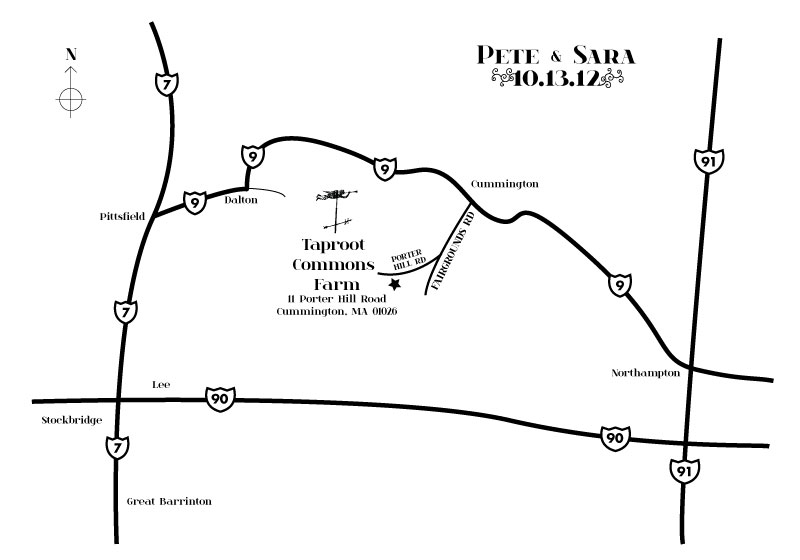 N
PETE & SARA
10.13.12
7
91
9
9
9
Cummington
Dalton
Pittsfield
Taproot
Commons
Farm
11 Porter Hill Road
Cummington, MA 01026
PORTER
HILL RD
FAIRGROUNDS RD
7
9
Northampton
Lee
90
Stockbridge
90
7
91
Great Barrinton